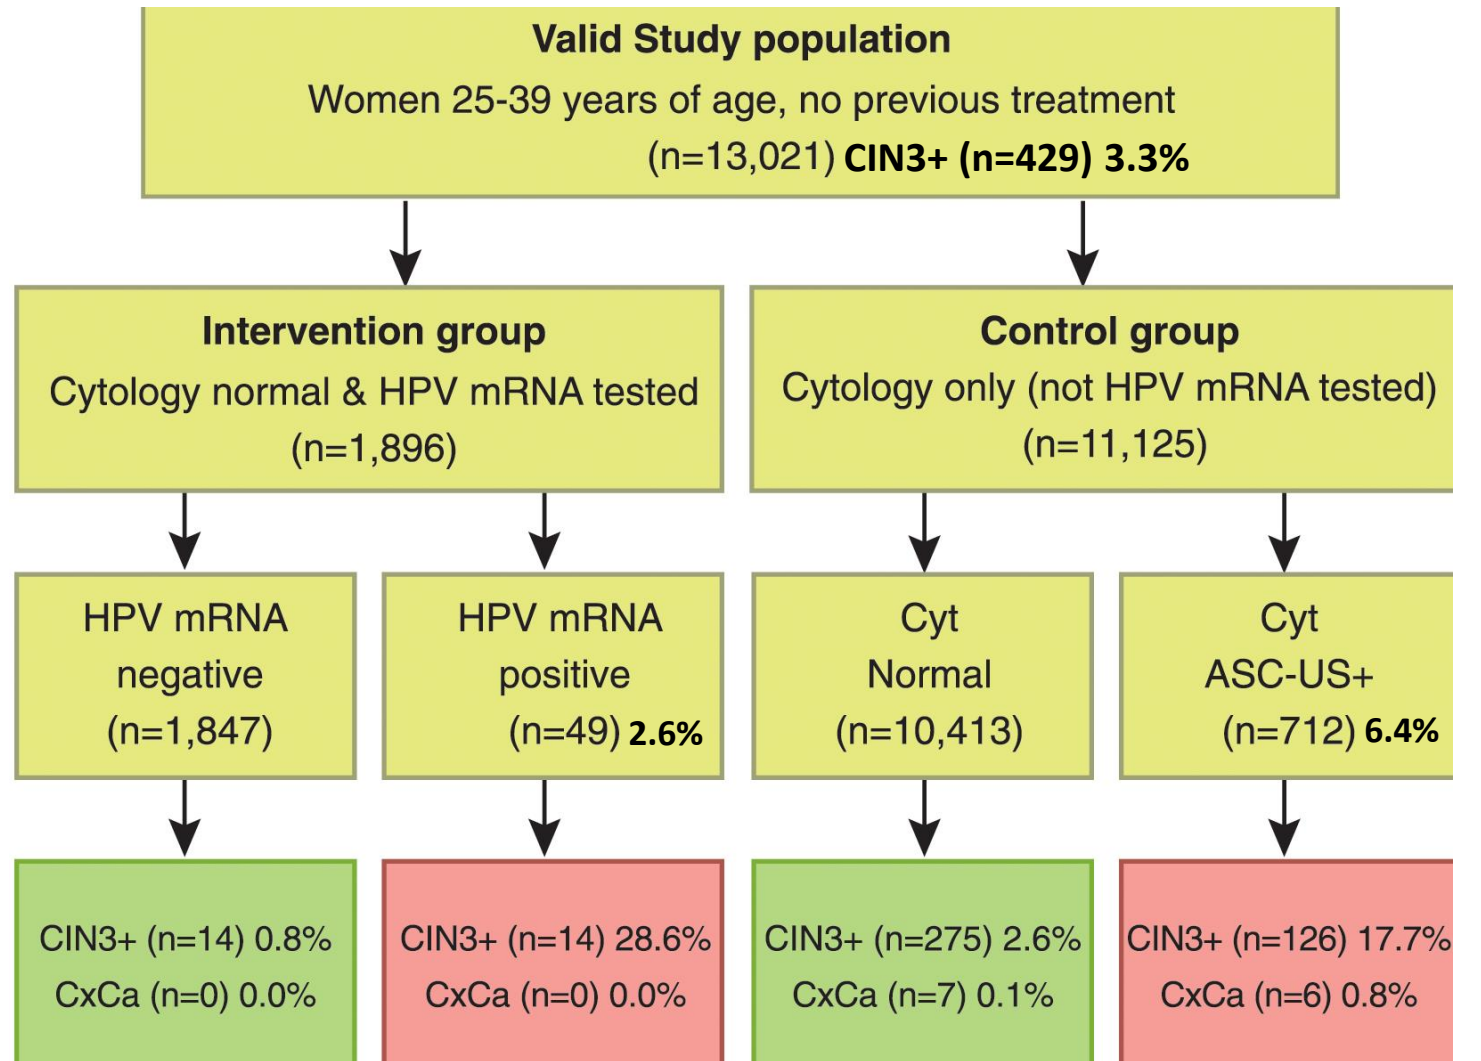 Valid Study population
Women 25-39 years of age, no previous treatment
(n=13,021) CIN3+ (n=429) 3.3%
Intervention group
Cytology normal & HPV mRNA tested
(n=1,896)
Control group
Cytology only (not HPV mRNA tested)
(n=11,125)
HPV mRNA
negative
(n=1,847)
HPV mRNA
positive
(n=49) 2.6%
Cyt
Normal
(n=10,413)
Cyt
ASC-US+
(n=712) 6.4%
CIN3+ (n=14) 0.8%
CxCa (n=0) 0.0%
CIN3+ (n=14) 28.6%
CxCa (n=0) 0.0%
CIN3+ (n=275) 2.6%
CxCa (n=7) 0.1%
CIN3+ (n=126) 17.7%
CxCa (n=6) 0.8%